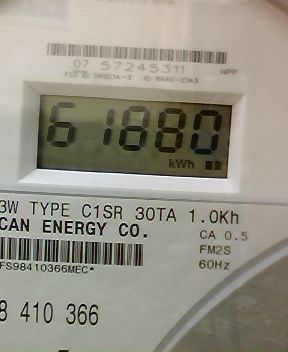 07 57245311
61880
kWh
3W TYPE C1SR 30TA 1.0Kh
CAN ENERGY CO.
CA 0.5
FM2S
FS98410366MEC*
60Hz
8 410 366